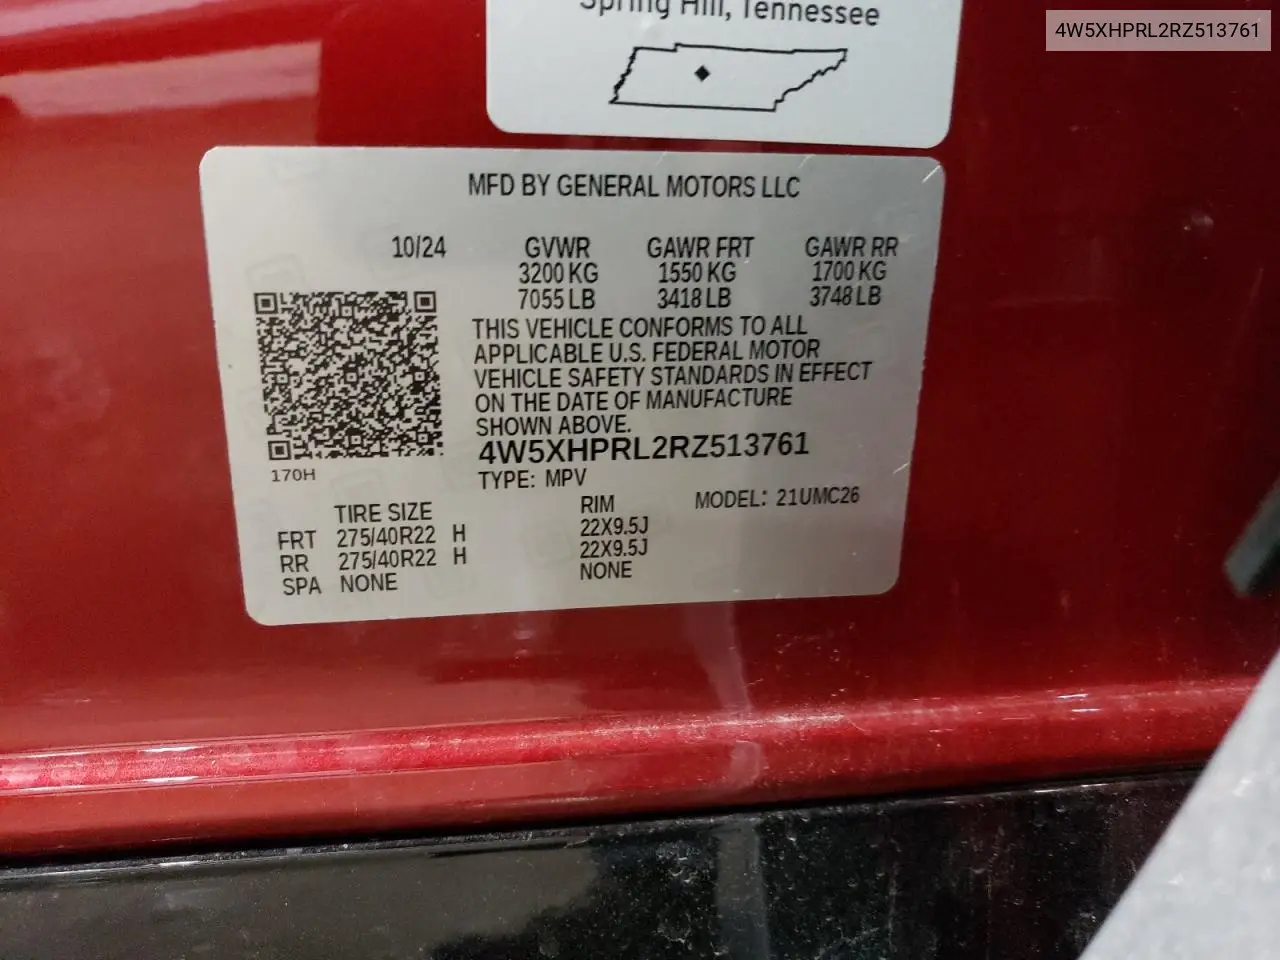 Spring Hill, Tennessee
4W5XHPRL2RZ513761
MFD BY GENERAL MOTORS LLC
10/24 GVWR GAWR FRT GAWR RR
3200 KG 1550 KG 1700 KG
7055 LB 3418 LB 3748 LB
THIS VEHICLE CONFORMS TO ALL
APPLICABLE U.S. FEDERAL MOTOR
VEHICLE SAFETY STANDARDS IN EFFECT
ON THE DATE OF MANUFACTURE
SHOWN ABOVE.
4W5XHPRL2RZ513761
170H
TYPE: MPV
TIRE SIZE RIM MODEL: 21UMC26
FRT 275/40R22 H 22X9.5J
RR 275/40R22 H 22X9.5J
SPA NONE NONE